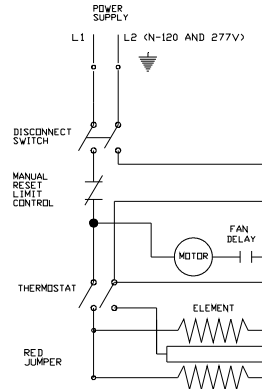 POWER
SUPPLY
L1
L2 (N-120 AND 277V)
DISCONNECT
SWITCH
MANUAL
RESET
LIMIT
CONTROL
FAN
DELAY
MOTOR
THERMOSTAT
ELEMENT
RED
JUMPER